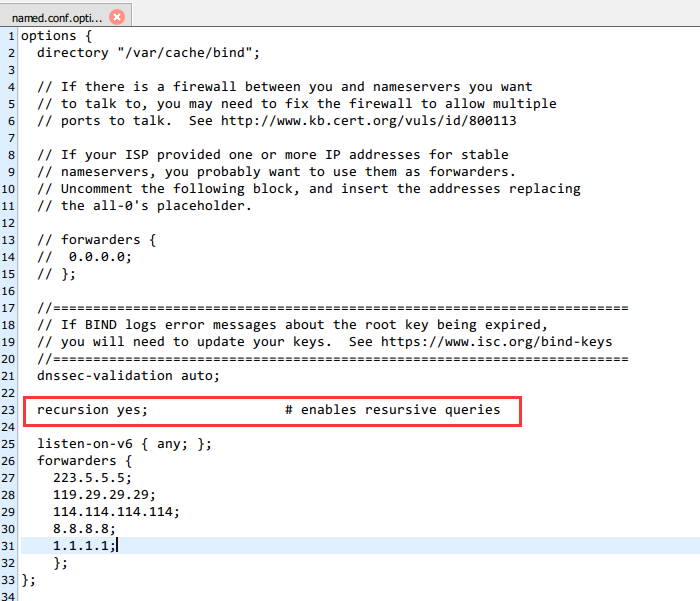 named.conf.opti...
1 options {
2 directory "/var/cache/bind";
3
4 // If there is a firewall between you and nameservers you want
5 // to talk to, you may need to fix the firewall to allow multiple
6 // ports to talk.  See http://www.kb.cert.org/vuls/id/800113
7
8 // If your ISP provided one or more IP addresses for stable
9 // nameservers, you probably want to use them as forwarders.
10 // Uncomment the following block, and insert the addresses replacing
11 // the all-0's placeholder.
12
13 // forwarders {
14 //  0.0.0.0;
15 // };
16
17 //========================================================================
18 // If BIND logs error messages about the root key being expired,
19 // you will need to update your keys.  See https://www.isc.org/bind-keys
20 //========================================================================
21 dnssec-validation auto;
22
23 recursion yes;                 # enables resursive queries
24
25 listen-on-v6 { any; };
26 forwarders {
27 223.5.5.5;
28 119.29.29.29;
29 114.114.114.114;
30 8.8.8.8;
31 1.1.1.1;
32 };
33 };
34